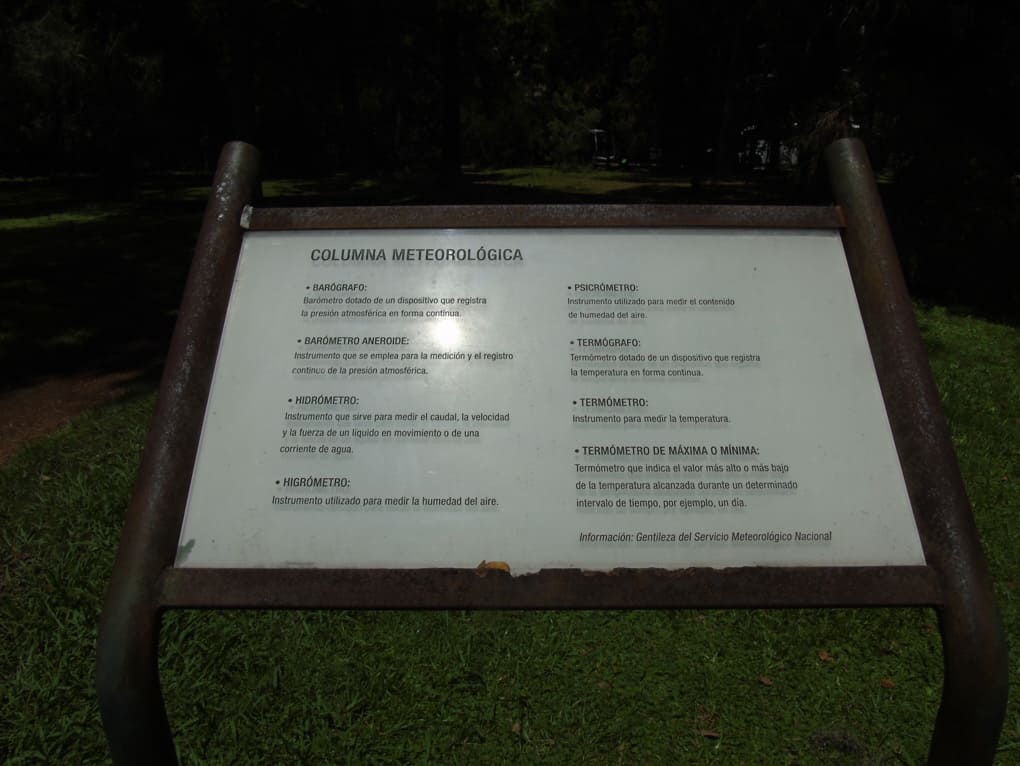 COLUMNA METEOROLÓGICA
• BARÓGRAFO:
Barómetro dotado de un dispositivo que registra
la presión atmosférica en forma continua.
• BARÓMETRO ANEROIDE:
Instrumento que se emplea para la medición y el registro
continuo de la presión atmosférica.
• HIDRÓMETRO:
Instrumento que sirve para medir el caudal, la velocidad
y la fuerza de un líquido en movimiento o de una
corriente de agua.
• HIGRÓMETRO:
Instrumento utilizado para medir la humedad del aire.
• PSICRÓMETRO:
Instrumento utilizado para medir el contenido
de humedad del aire.
• TERMÓGRAFO:
Termómetro dotado de un dispositivo que registra
la temperatura en forma continua.
• TERMÓMETRO:
Instrumento para medir la temperatura.
• TERMÓMETRO DE MÁXIMA O MÍNIMA:
Termómetro que indica el valor más alto o más bajo
de la temperatura alcanzada durante un determinado
intervalo de tiempo, por ejemplo, un día.
Información: Gentileza del Servicio Meteorológico Nacional